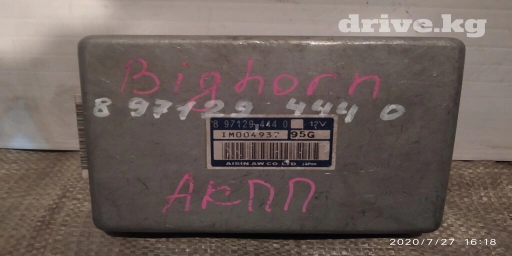 drive.kg
Bighorn
8 97129 444 0
8 97129-444 0 12V
IM004932 95G
AISIN AW CO LTD JAPAN
АКПП
2020/7/27 16:18